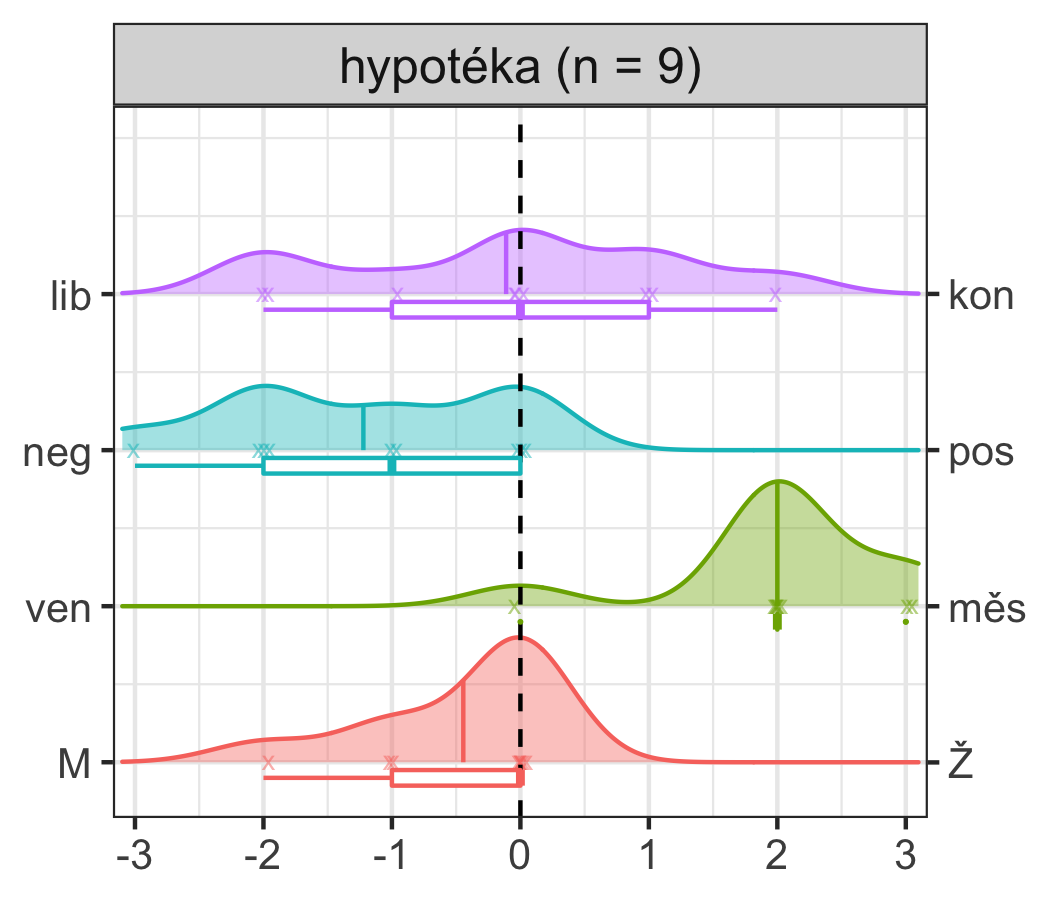 hypotéka (n = 9)
lib kon
neg pos
ven měs
M Ž
-3 -2 -1 0 1 2 3